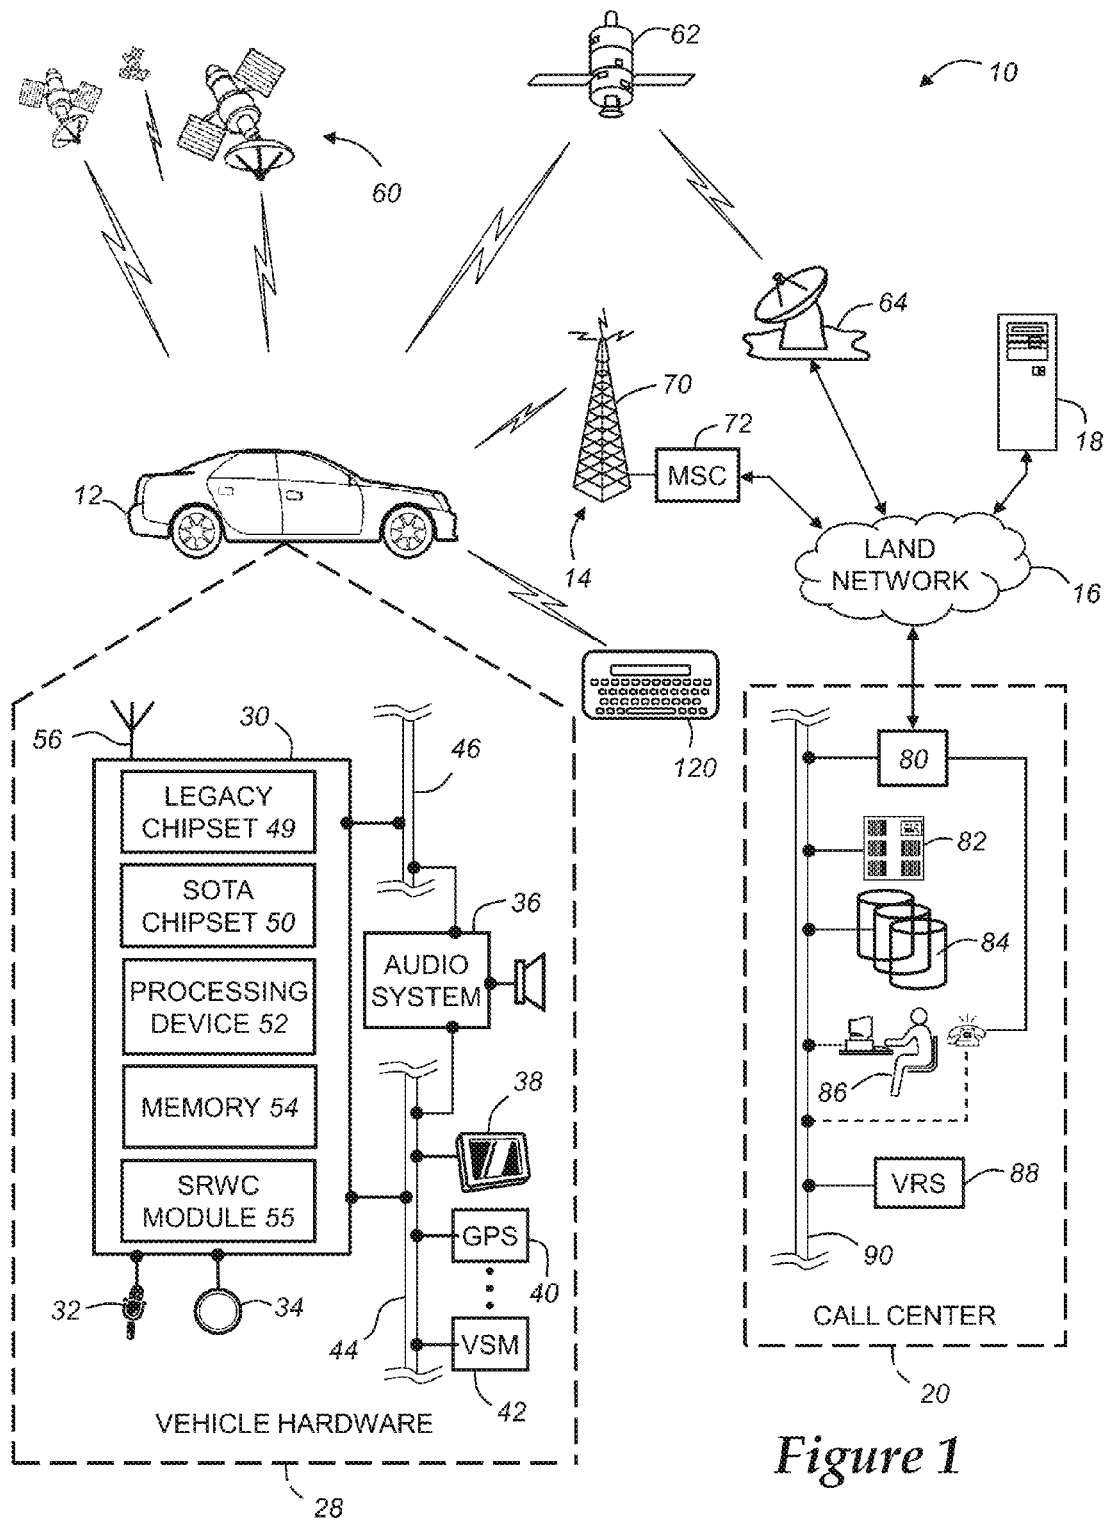 62
10
60
64
70
18
72
MSC
12
14
LAND
NETWORK
16
120
56
30
46
LEGACY
CHIPSET 49
SOTA
CHIPSET 50
PROCESSING
DEVICE 52
MEMORY 54
SRWC
MODULE 55
36
AUDIO
SYSTEM
38
GPS
40
VSM
42
44
32
34
VEHICLE HARDWARE
28
80
82
84
86
VRS
88
90
CALL CENTER
20
Figure 1